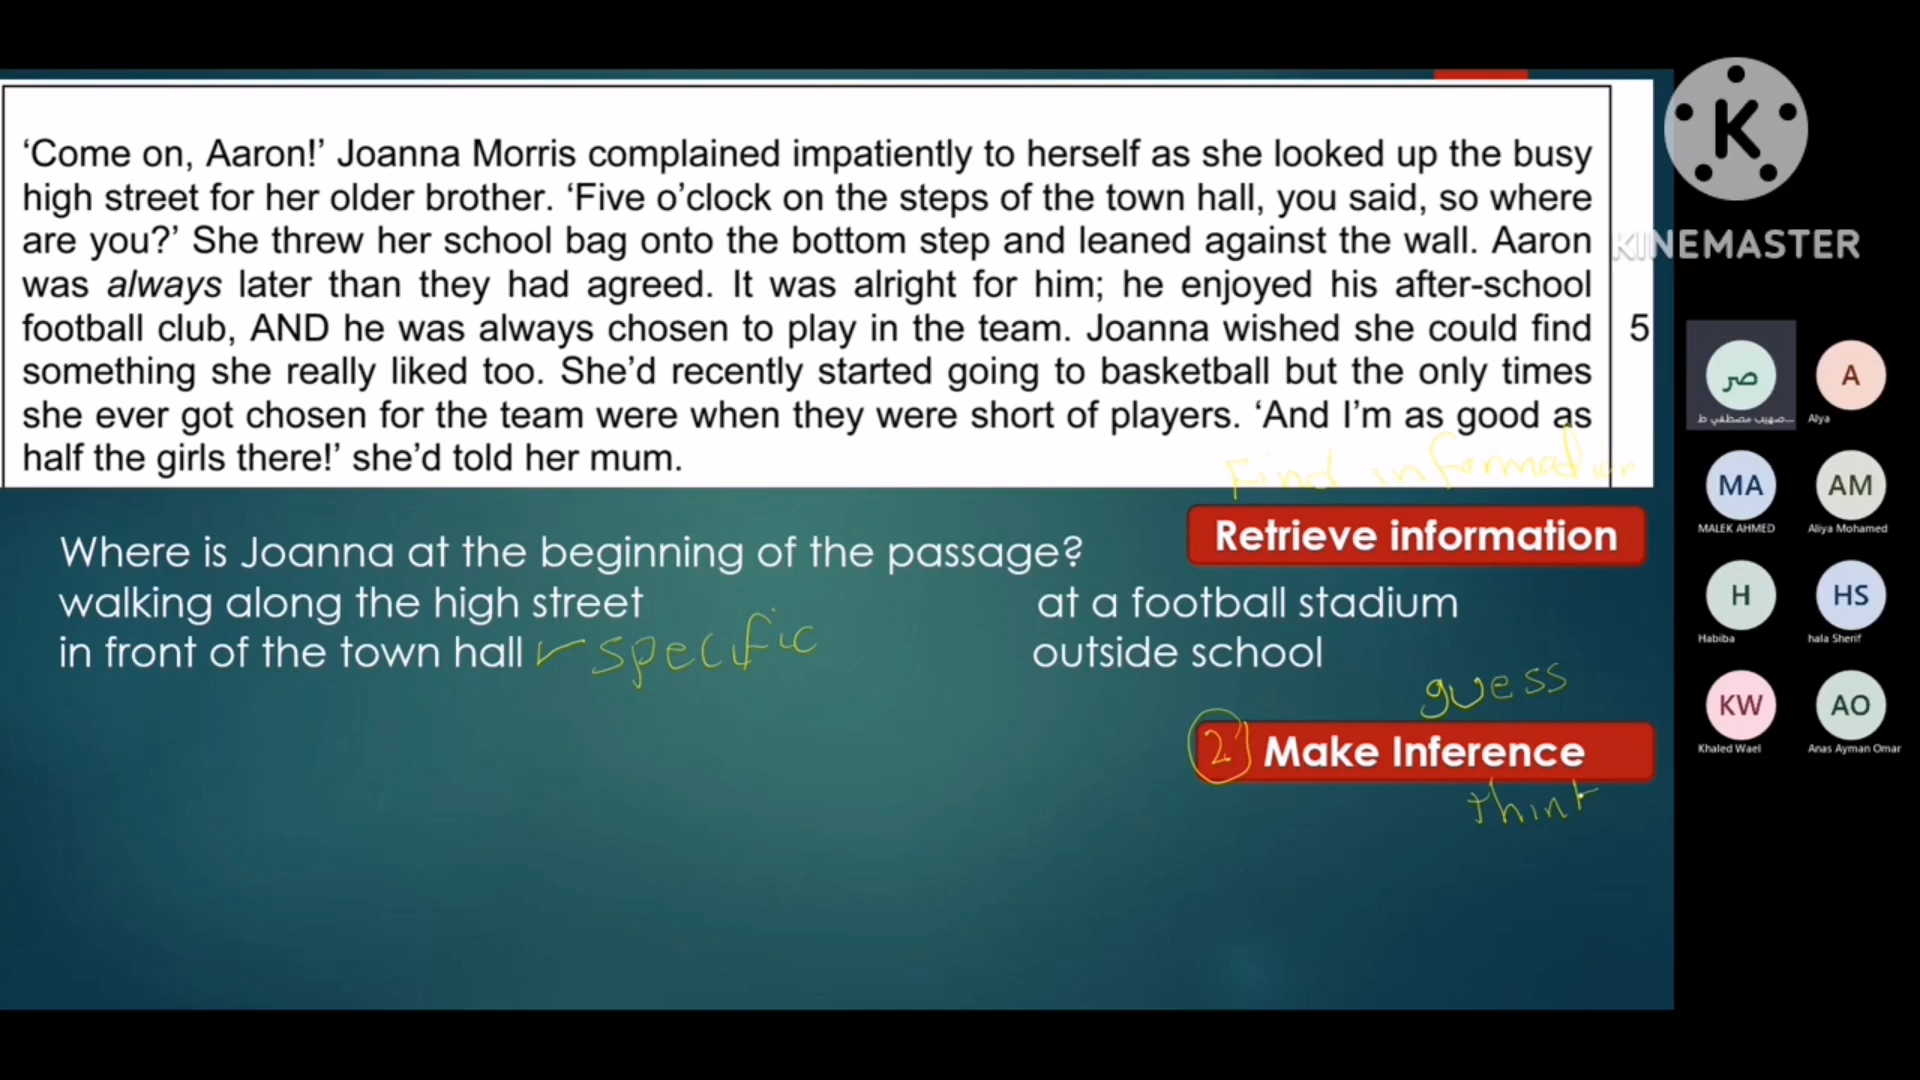 ‘Come on, Aaron!’ Joanna Morris complained impatiently to herself as she looked up the busy
high street for her older brother. ‘Five o’clock on the steps of the town hall, you said, so where
are you?’ She threw her school bag onto the bottom step and leaned against the wall. Aaron
was always later than they had agreed. It was alright for him; he enjoyed his after-school
football club, AND he was always chosen to play in the team. Joanna wished she could find
5
something she really liked too. She’d recently started going to basketball but the only times
she ever got chosen for the team were when they were short of players. ‘And I’m as good as
half the girls there!’ she’d told her mum.
Find information
Retrieve information
Where is Joanna at the beginning of the passage?
walking along the high street
at a football stadium
in front of the town hall
specific
outside school
guess
2
Make Inference
think
K
KINEMASTER
صر
صهيب مصطفي ط...
A
Alya
MA
MALEK AHMED
AM
Aliya Mohamed
H
Habiba
HS
hala Sherif
KW
Khaled Wael
AO
Anas Ayman Omar